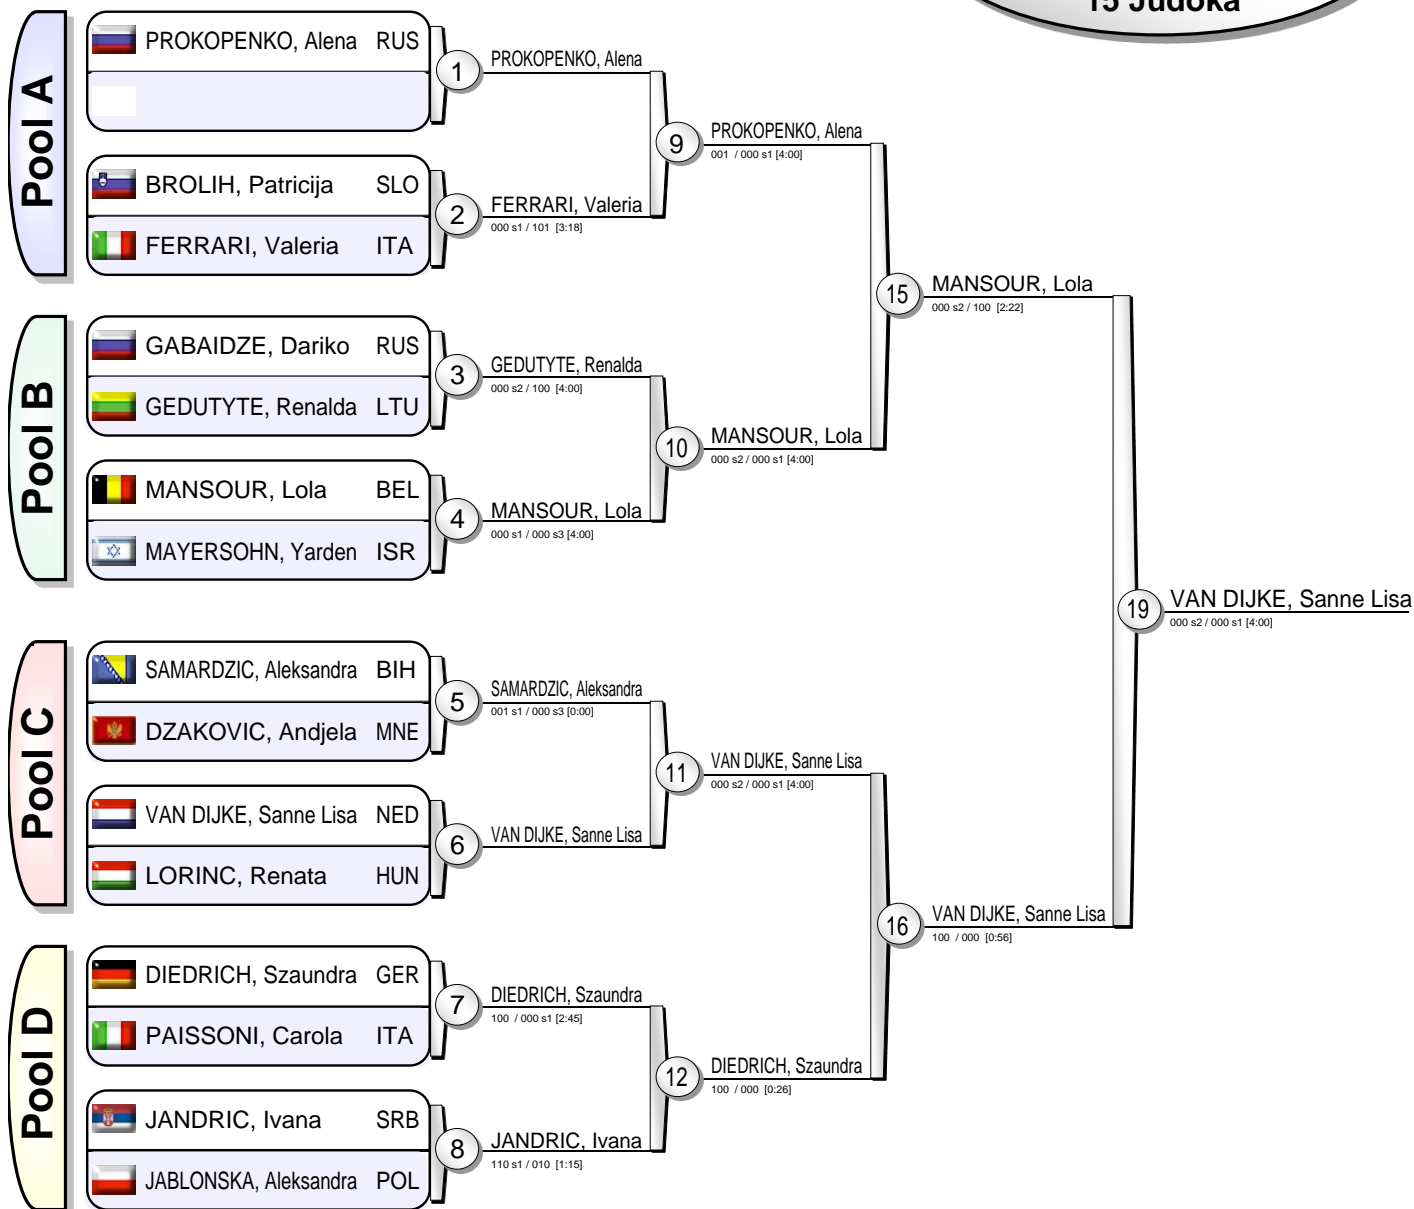 15 Judoka
Pool A
PROKOPENKO, Alena RUS
BROLIH, Patricija SLO
FERRARI, Valeria ITA
Pool B
GABAIDZE, Dariko RUS
GEDUTYTE, Renalda LTU
MANSOUR, Lola BEL
MAYERSOHN, Yarden ISR
Pool C
SAMARDZIC, Aleksandra BIH
DZAKOVIC, Andjela MNE
VAN DIJKE, Sanne Lisa NED
LORINC, Renata HUN
Pool D
DIEDRICH, Szaundra GER
PAISSONI, Carola ITA
JANDRIC, Ivana SRB
JABLONSKA, Aleksandra POL
1
PROKOPENKO, Alena
2
FERRARI, Valeria
000 s1 / 101 [3:18]
3
GEDUTYTE, Renalda
000 s2 / 100 [4:00]
4
MANSOUR, Lola
000 s1 / 000 s3 [4:00]
5
SAMARDZIC, Aleksandra
001 s1 / 000 s3 [0:00]
6
VAN DIJKE, Sanne Lisa
7
DIEDRICH, Szaundra
100 / 000 s1 [2:45]
8
JANDRIC, Ivana
110 s1 / 010 [1:15]
9
PROKOPENKO, Alena
001 / 000 s1 [4:00]
10
MANSOUR, Lola
000 s2 / 000 s1 [4:00]
11
VAN DIJKE, Sanne Lisa
000 s2 / 000 s1 [4:00]
12
DIEDRICH, Szaundra
100 / 000 [0:26]
15
MANSOUR, Lola
000 s2 / 100 [2:22]
16
VAN DIJKE, Sanne Lisa
100 / 000 [0:56]
19
VAN DIJKE, Sanne Lisa
000 s2 / 000 s1 [4:00]